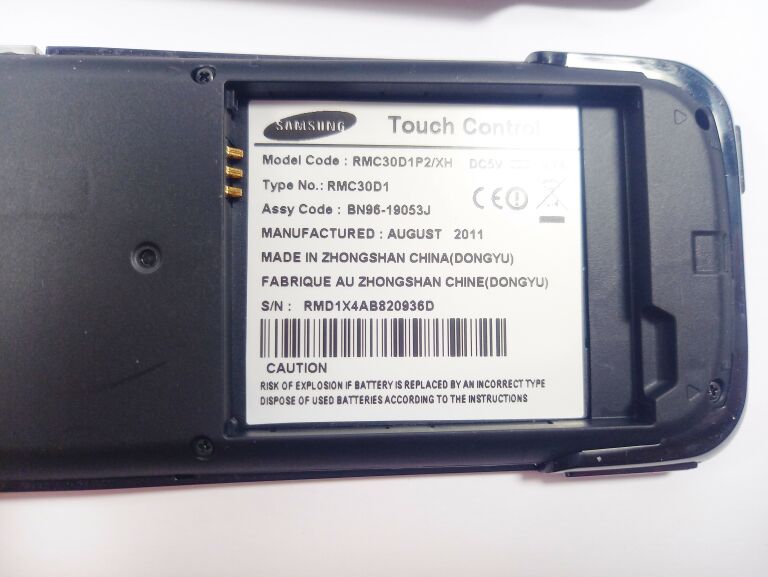 SAMSUNG Touch Control
Model Code : RMC30D1P2/XH DC5V
Type No.: RMC30D1
Assy Code : BN96-19053J
MANUFACTURED : AUGUST 2011
MADE IN ZHONGSHAN CHINA(DONGYU)
FABRIQUE AU ZHONGSHAN CHINE(DONGYU)
S/N : RMD1X4AB820936D
CAUTION
RISK OF EXPLOSION IF BATTERY IS REPLACED BY AN INCORRECT TYPE
DISPOSE OF USED BATTERIES ACCORDING TO THE INSTRUCTIONS